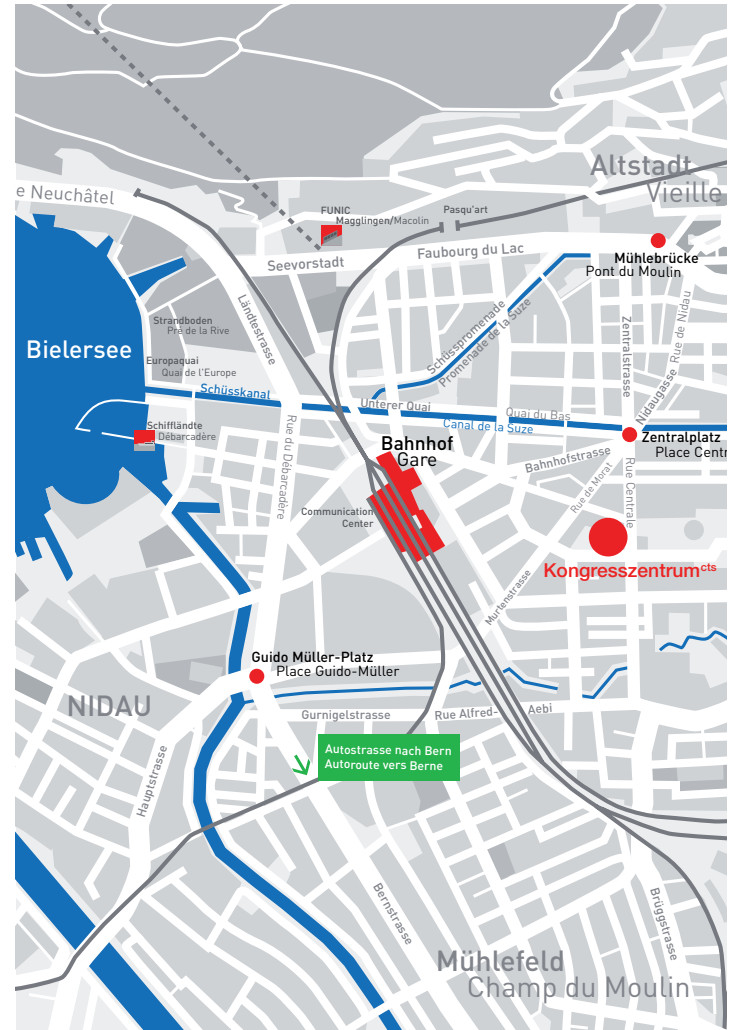 Altstadt
Vieille
e Neuchâtel
FUNIC
Magglingen/Macolin
Pasqu'art
Seevorstadt
Faubourg du Lac
Mühlebrücke
Pont du Moulin
Ländtestrasse
Strandboden
Pré de la Rive
Bielersee
Europaquai
Quai de l'Europe
Schüsspromenade
Promenade de la Suze
Zentralstrasse
Nidaugasse Rue de Nidau
Schüsskanal
Unterer Quai
Quai du Bas
Canal de la Suze
Schifflände
Débarcadère
Rue du Débarcadère
Bahnhof
Gare
Zentralplatz
Place Centr
Bahnhofstrasse
Rue de Morat
Rue Centrale
Communication
Center
Kongresszentrum cts
Murtenstrasse
Guido Müller-Platz
Place Guido-Müller
NIDAU
Gurnigelstrasse
Rue Alfred- Aebi
Autostrasse nach Bern
Autoroute vers Berne
Hauptstrasse
Bernstrasse
Brüggstrasse
Mühlefeld
Champ du Moulin